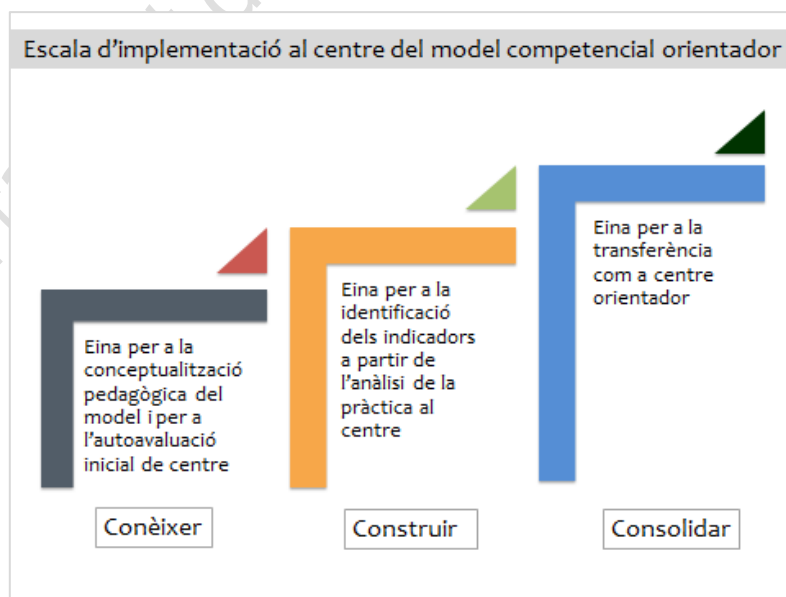 Escala d'implementació al centre del model competencial orientador
Eina per a la
conceptualització
pedagògica del
model i per a
l'autoavaluació
inicial de centre
Conèixer
Eina per a la
identificació
dels indicadors
a partir de
l'anàlisi de la
pràctica al
centre
Construir
Eina per a la
transferència
com a centre
orientador
Consolidar